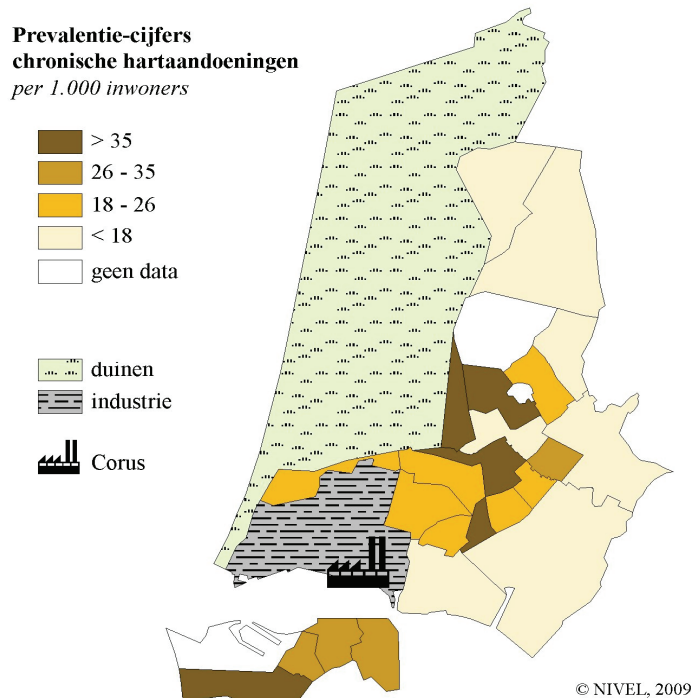 Prevalentie-cijfers
chronische hartaandoeningen
per 1.000 inwoners
> 35
26 - 35
18 - 26
< 18
geen data
duinen
industrie
Corus
© NIVEL, 2009